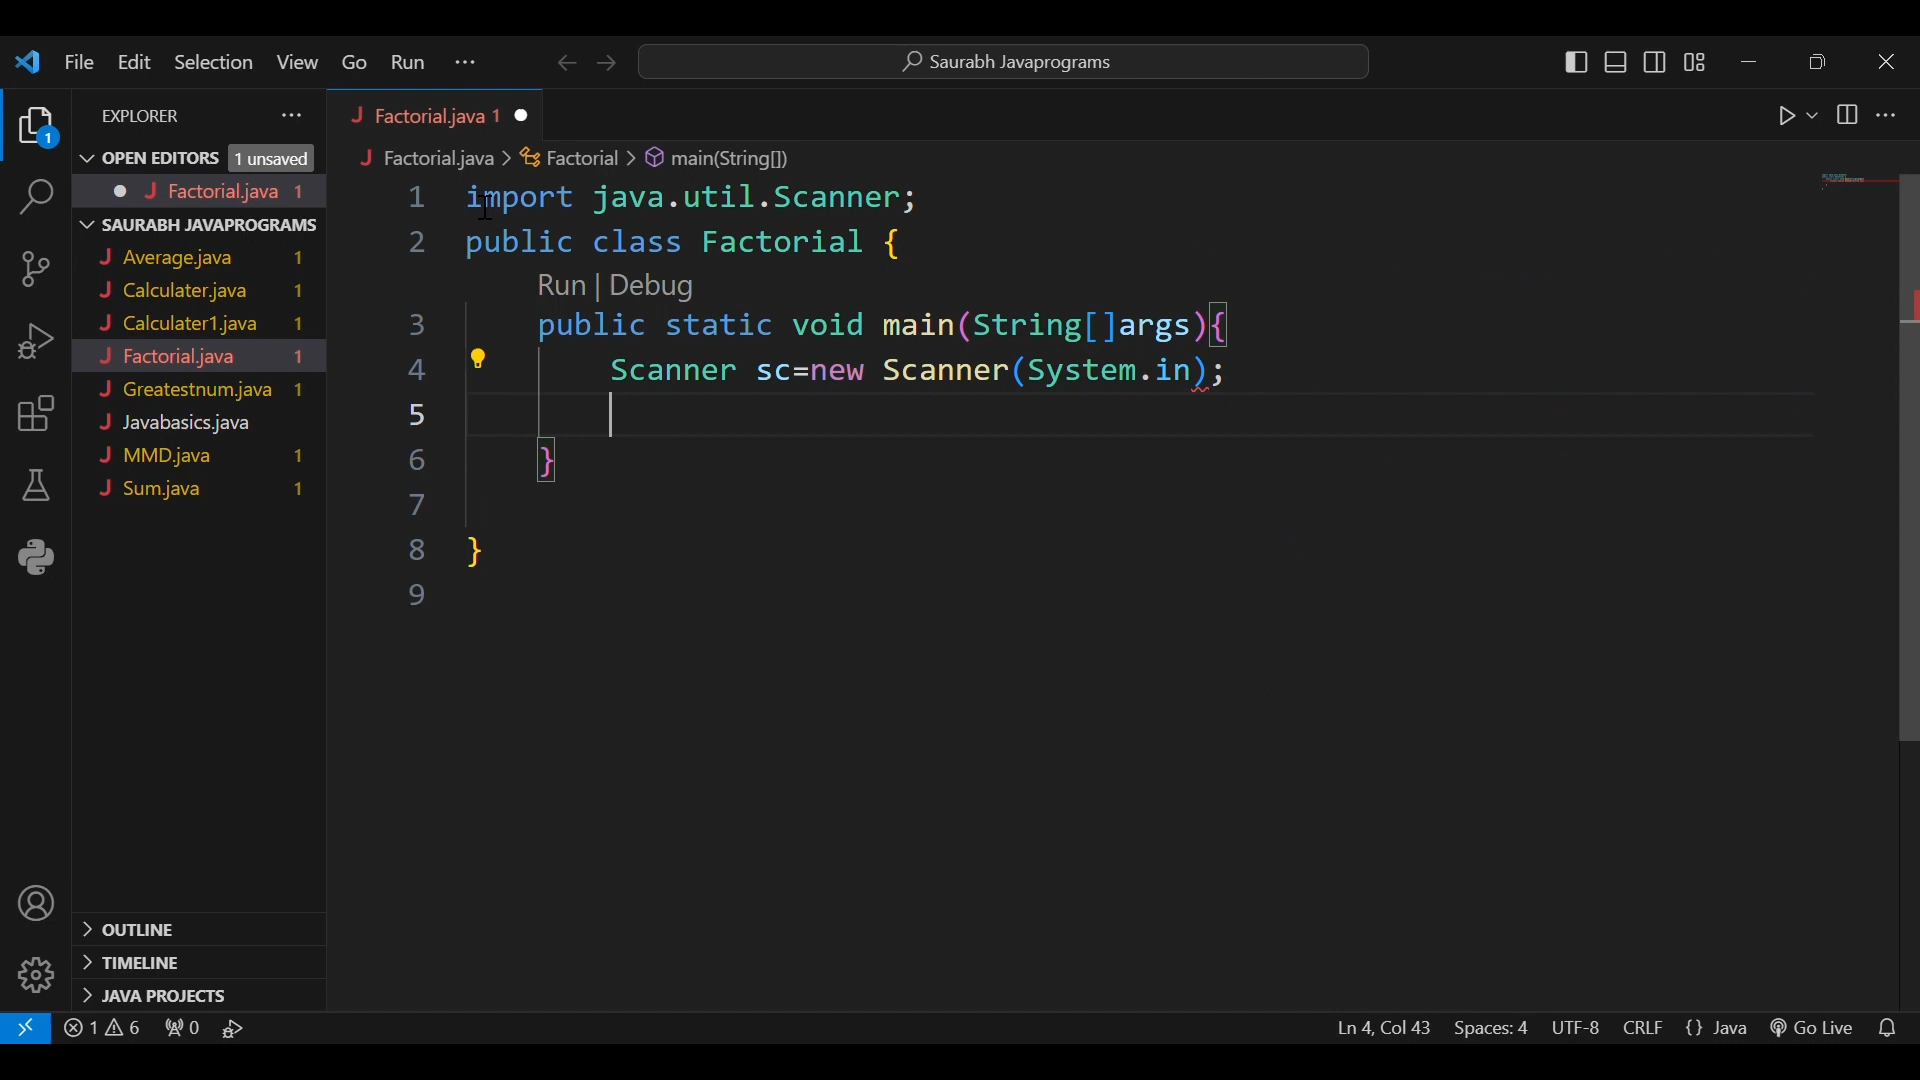 File Edit Selection View Go Run ...
Saurabh Javaprograms
EXPLORER ...
OPEN EDITORS 1 unsaved
Factorial.java 1
SAURABH JAVAPROGRAMS
Average.java 1
Calculater.java 1
Calculater1.java 1
Factorial.java 1
Greatestnum.java 1
Javabasics.java
MMD.java 1
Sum.java 1
OUTLINE
TIMELINE
JAVA PROJECTS
1
Factorial.java 1
Factorial.java > Factorial > main(String[])
1 import java.util.Scanner;
2 public class Factorial {
Run | Debug
3 public static void main(String[]args){
4 Scanner sc=new Scanner(System.in);
5
6 }
7
8 }
9
1 6 0
Ln 4, Col 43 Spaces: 4 UTF-8 CRLF {} Java Go Live